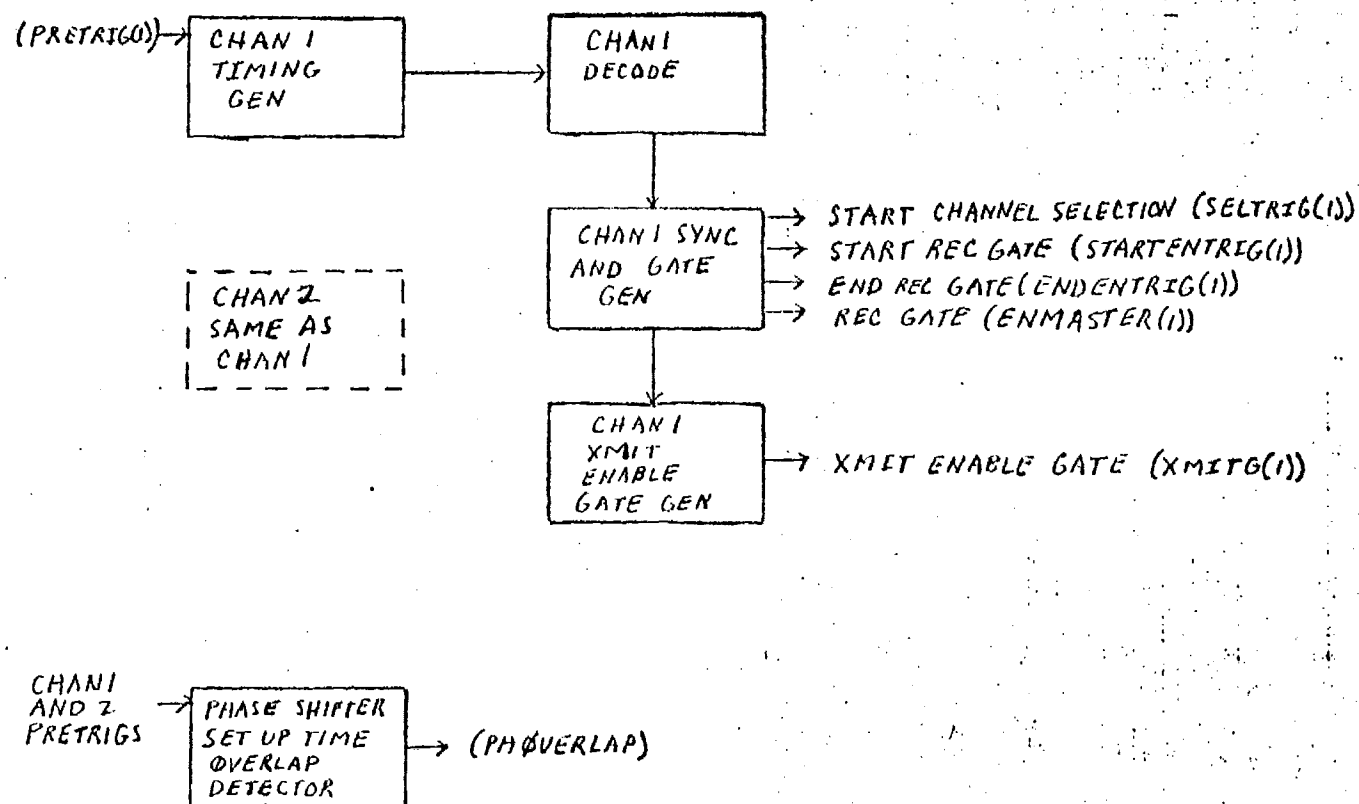 (PRETRIG(1))
CHAN 1
TIMING
GEN
CHAN 1
DECODE
CHAN 1 SYNC
AND GATE
GEN
START CHANNEL SELECTION (SELTRIG(1))
START REC GATE (STARTENTRIG(1))
END REC GATE (ENDENTRIG(1))
REC GATE (ENMASTER(1))
CHAN 2
SAME AS
CHAN 1
CHAN 1
XMIT
ENABLE
GATE GEN
XMIT ENABLE GATE (XMITG(1))
CHAN 1
AND 2
PRETRIGS
PHASE SHIFTER
SET UP TIME
ØVERLAP
DETECTOR
(PHØVERLAP)